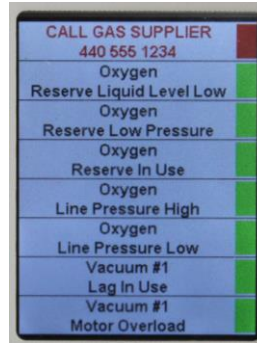 CALL GAS SUPPLIER
440 555 1234
Oxygen
Reserve Liquid Level Low
Oxygen
Reserve Low Pressure
Oxygen
Reserve In Use
Oxygen
Line Pressure High
Oxygen
Line Pressure Low
Vacuum #1
Lag In Use
Vacuum #1
Motor Overload